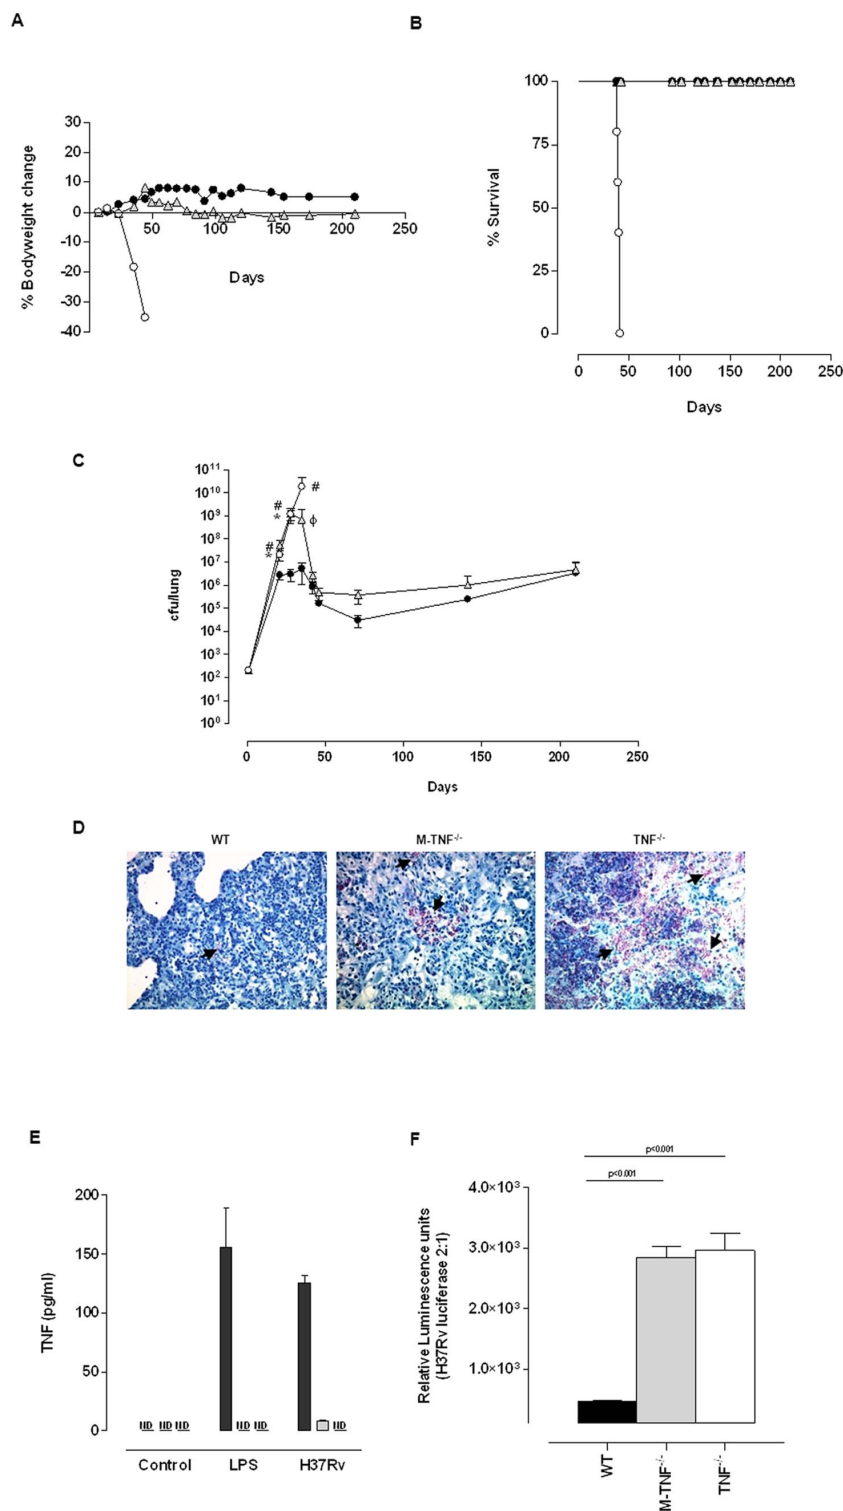 A
30
20
10
0
-10
-20
-30
-40
% Bodyweight change
50
100
150
200
250
Days
B
100
75
50
25
0
% Survival
0
50
100
150
200
250
Days
C
10¹¹
10¹⁰
10⁹
10⁸
10⁷
10⁶
10⁵
10⁴
10³
10²
10¹
10⁰
cfu/lung
#
#
*
ϕ
#
*
0
50
100
150
200
250
Days
D
WT
M-TNF⁻/⁻
TNF⁻/⁻
E
200
150
100
50
0
TNF (pg/ml)
ND ND ND
ND ND
ND
Control
LPS
H37Rv
F
p<0.001
p<0.001
4.0×10³
3.0×10³
2.0×10³
1.0×10³
Relative Luminescence units
(H37Rv luciferase 2:1)
WT
M-TNF⁻/⁻
TNF⁻/⁻